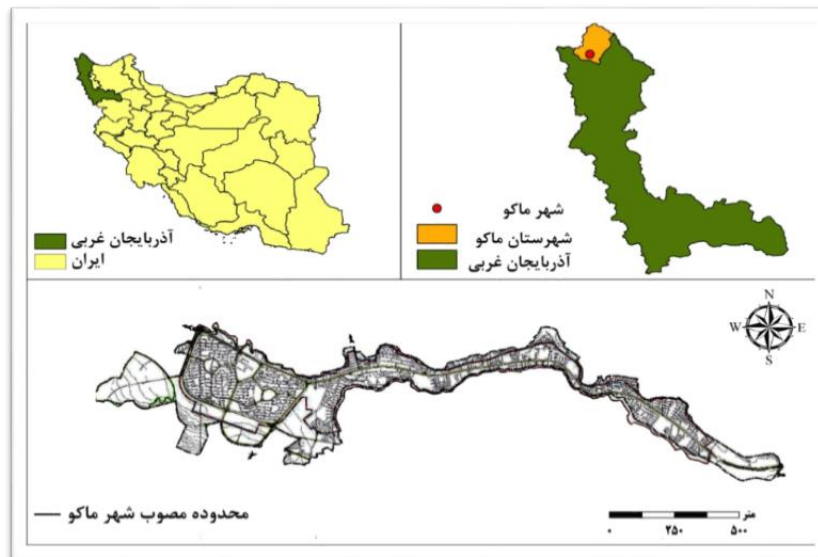 آذربایجان غربی
ایران
شهر ماکو
شهرستان ماکو
آذربایجان غربی
N
W E
S
محدوده مصوب شهر ماکو
متر
۰ ۲۵۰ ۵۰۰